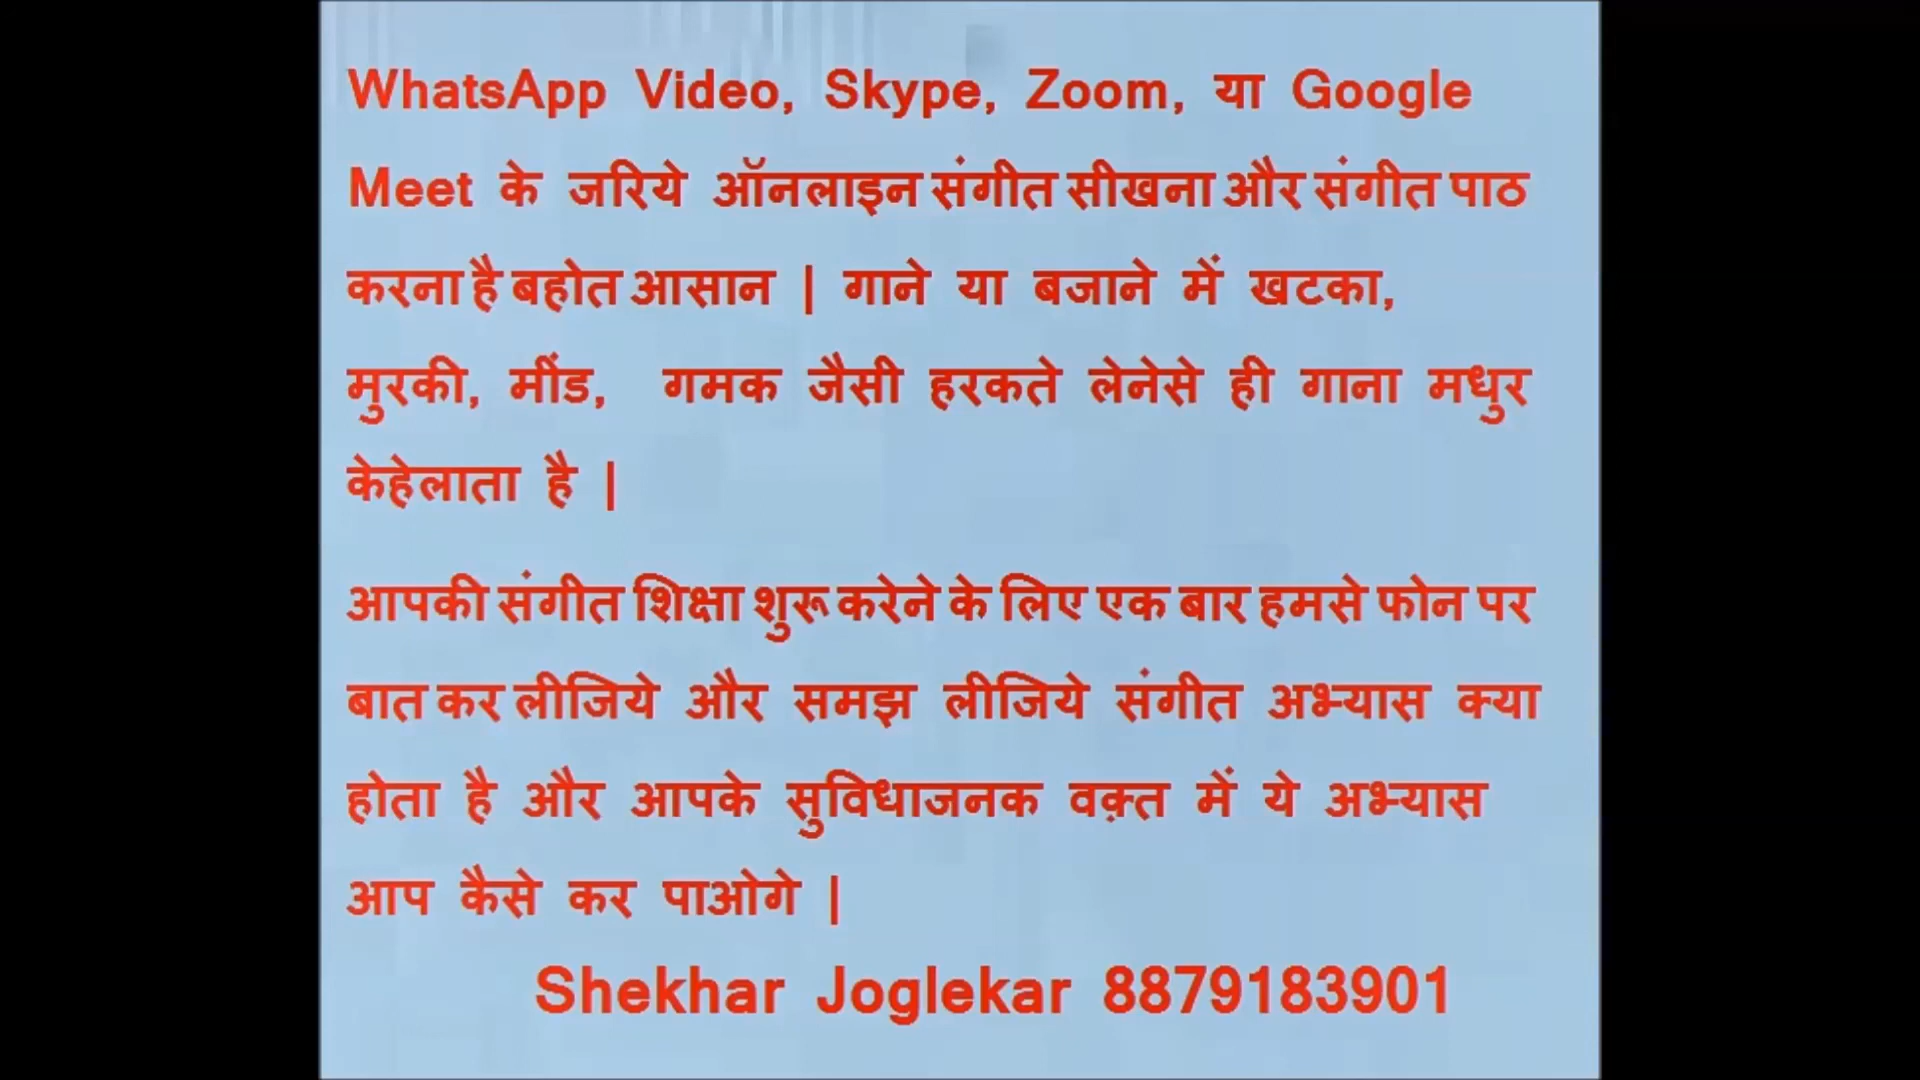 WhatsApp Video, Skype, Zoom, या Google
Meet के जरिये ऑनलाइन संगीत सीखना और संगीत पाठ
करना है बहोत आसान | गाने या बजाने में खटका,
मुरकी, मींड, गमक जैसी हरकते लेनेसे ही गाना मधुर
केहेलाता है |
आपकी संगीत शिक्षा शुरू करेने के लिए एक बार हमसे फोन पर
बात कर लीजिये और समझ लीजिये संगीत अभ्यास क्या
होता है और आपके सुविधाजनक वक़्त में ये अभ्यास
आप कैसे कर पाओगे |
Shekhar Joglekar 8879183901